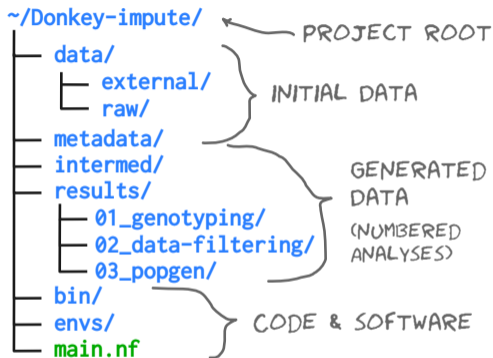 ~/Donkey-impute/
PROJECT ROOT
data/
external/
raw/
INITIAL DATA
metadata/
intermed/
results/
01_genotyping/
02_data-filtering/
03_popgen/
GENERATED
DATA
(NUMBERED
ANALYSES)
bin/
envs/
main.nf
CODE & SOFTWARE